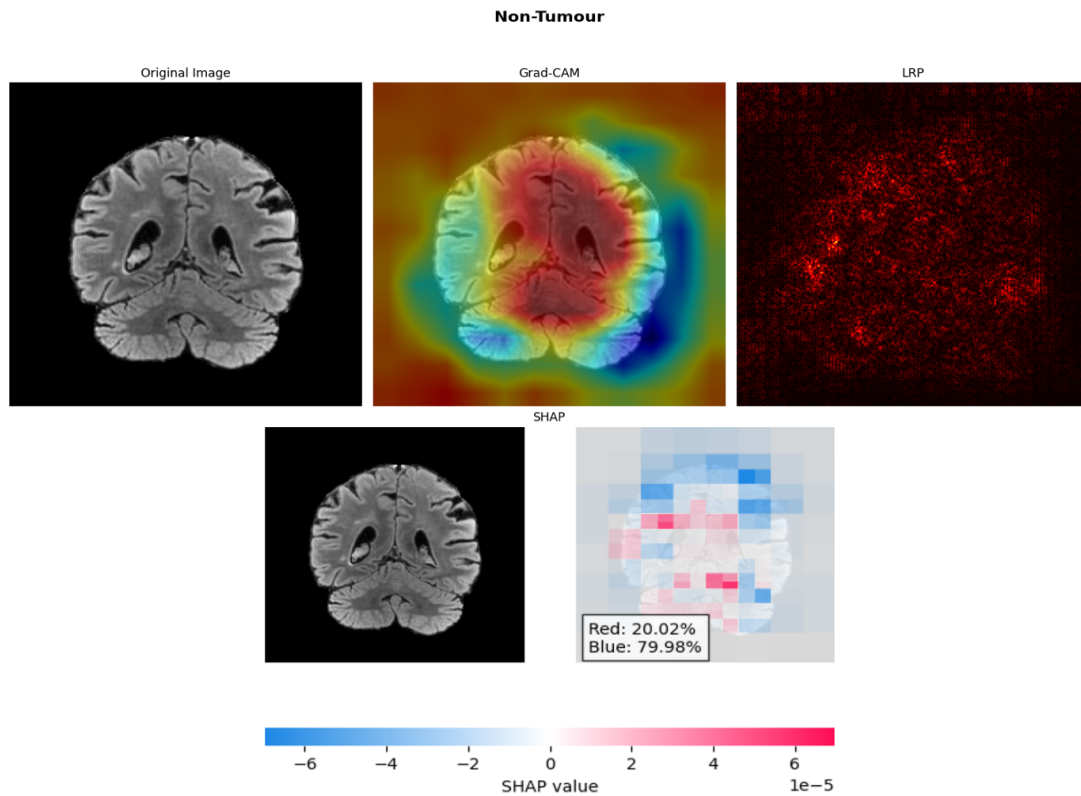 Non-Tumour
Original Image
Grad-CAM
LRP
SHAP
Red: 20.02%
Blue: 79.98%
−6 −4 −2 0 2 4 6
1e−5
SHAP value